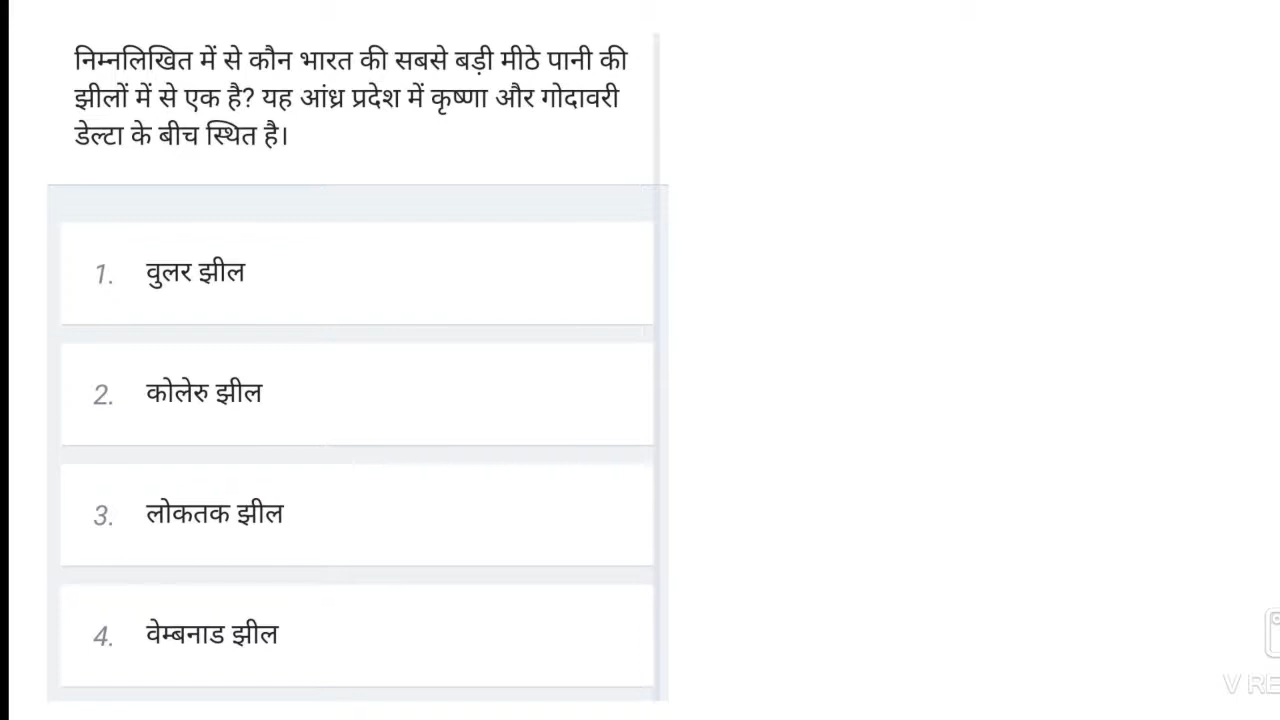 निम्नलिखित में से कौन भारत की सबसे बड़ी मीठे पानी की
झीलों में से एक है? यह आंध्र प्रदेश में कृष्णा और गोदावरी
डेल्टा के बीच स्थित है।
1. वुलर झील
2. कोलेरु झील
3. लोकतक झील
4. वेम्बनाड झील